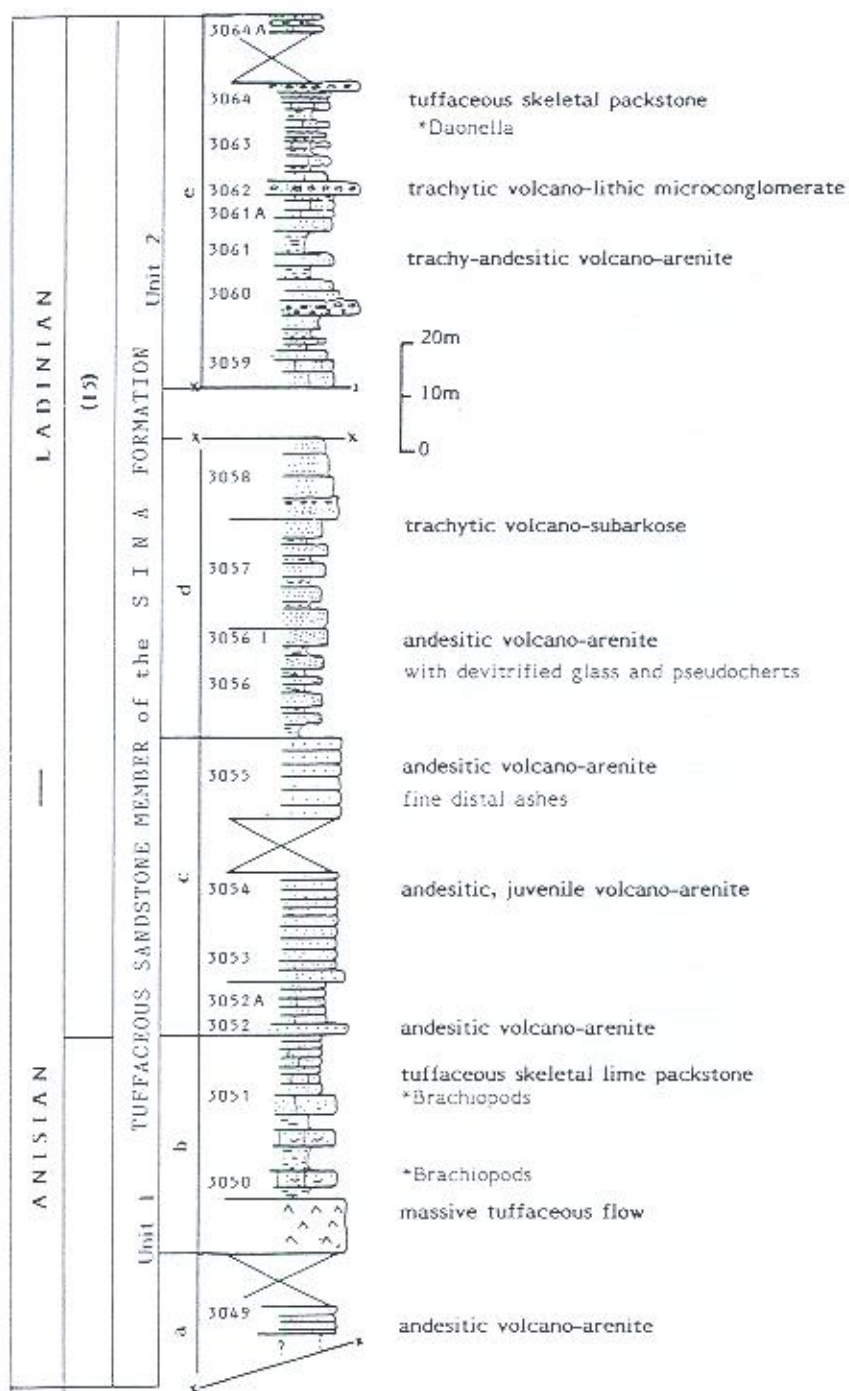 3064A
3064
tuffaceous skeletal packstone
*Daonella
3063
3062
trachytic volcano-lithic microconglomerate
3061A
3061
trachy-andesitic volcano-arenite
3060
3059
20m
10m
0
e
Unit 2
LADINIAN
(15)
3058
trachytic volcano-subarkose
3057
d
3056 I
andesitic volcano-arenite
with devitrified glass and pseudocherts
3056
3055
andesitic volcano-arenite
fine distal ashes
—
c
3054
andesitic, juvenile volcano-arenite
3053
3052A
3052
andesitic volcano-arenite
TUFFACEOUS SANDSTONE MEMBER of the SINA FORMATION
tuffaceous skeletal lime packstone
3051
*Brachiopods
ANISIAN
b
3050
*Brachiopods
massive tuffaceous flow
Unit 1
3049
andesitic volcano-arenite
a
? ?